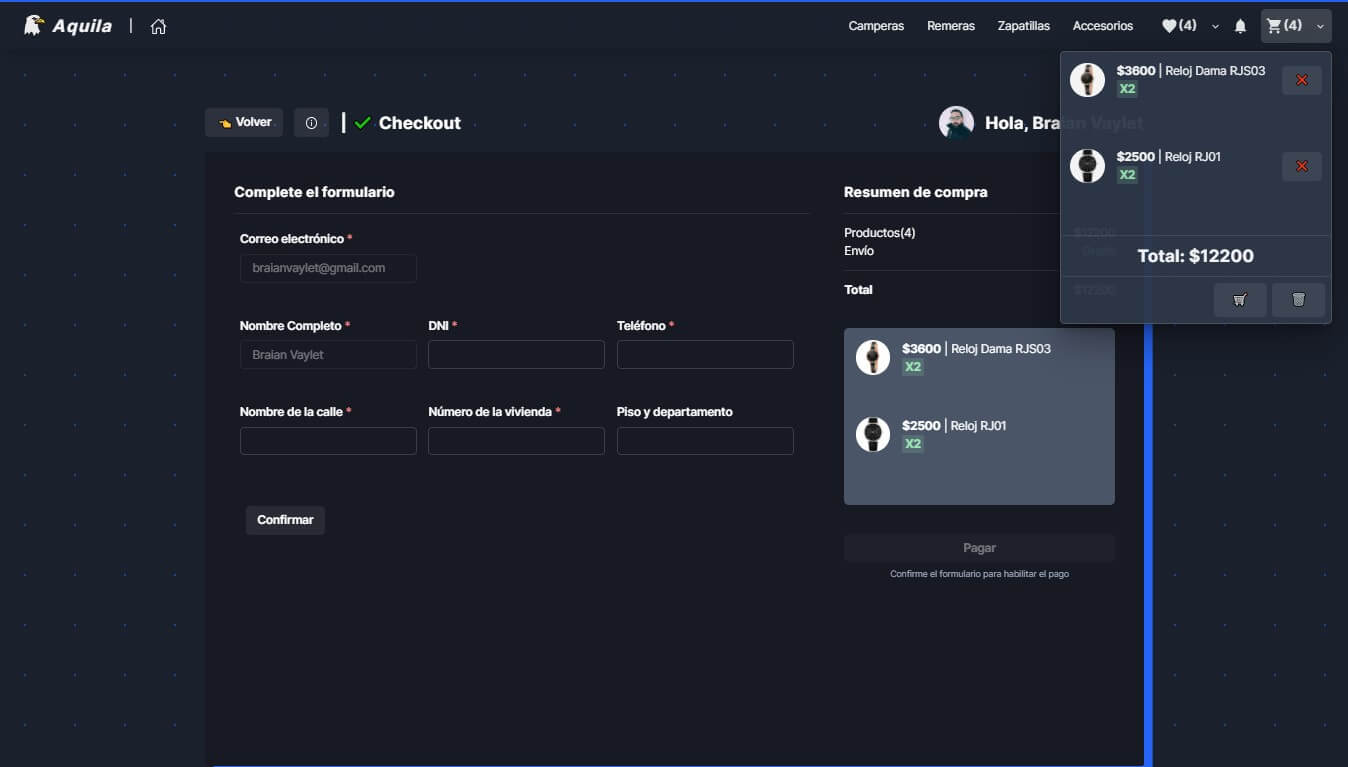 Aquila
Camperas
Remeras
Zapatillas
Accesorios
(4)
(4)
$3600 | Reloj Dama RJS03
X2
$2500 | Reloj RJ01
X2
Total: $12200
Volver
Checkout
Hola, Braian Vaylet
Complete el formulario
Correo electrónico *
braianvaylet@gmail.com
Nombre Completo *
DNI *
Teléfono *
Braian Vaylet
Nombre de la calle *
Número de la vivienda *
Piso y departamento
Confirmar
Resumen de compra
Productos(4)
$12200
Envío
Total
$12200
$3600 | Reloj Dama RJS03
X2
$2500 | Reloj RJ01
X2
Pagar
Confirme el formulario para habilitar el pago